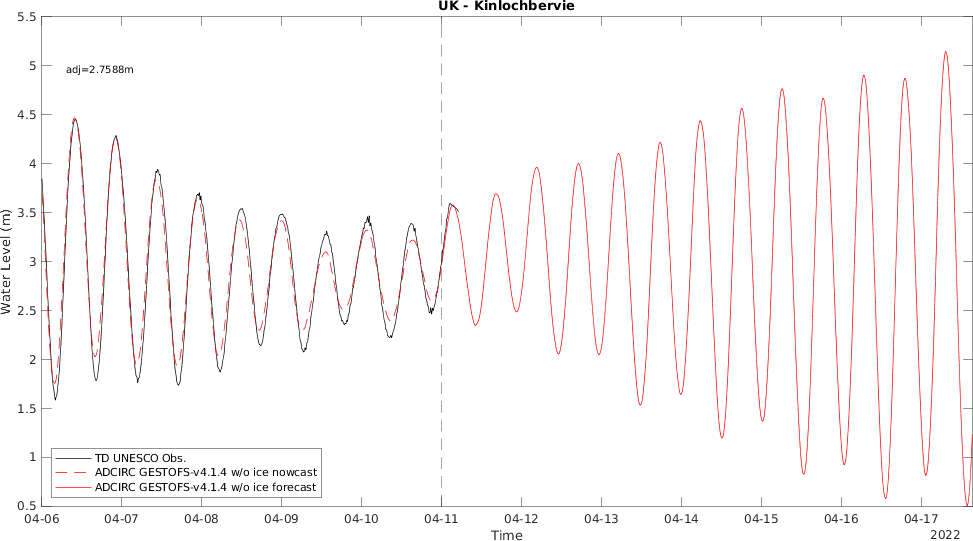 UK - Kinlochbervie
5.5
5
4.5
4
3.5
3
2.5
2
1.5
1
0.5
Water Level (m)
adj=2.7588m
TD UNESCO Obs.
ADCIRC GESTOFS-v4.1.4 w/o ice nowcast
ADCIRC GESTOFS-v4.1.4 w/o ice forecast
04-06 04-07 04-08 04-09 04-10 04-11 04-12 04-13 04-14 04-15 04-16 04-17
2022
Time